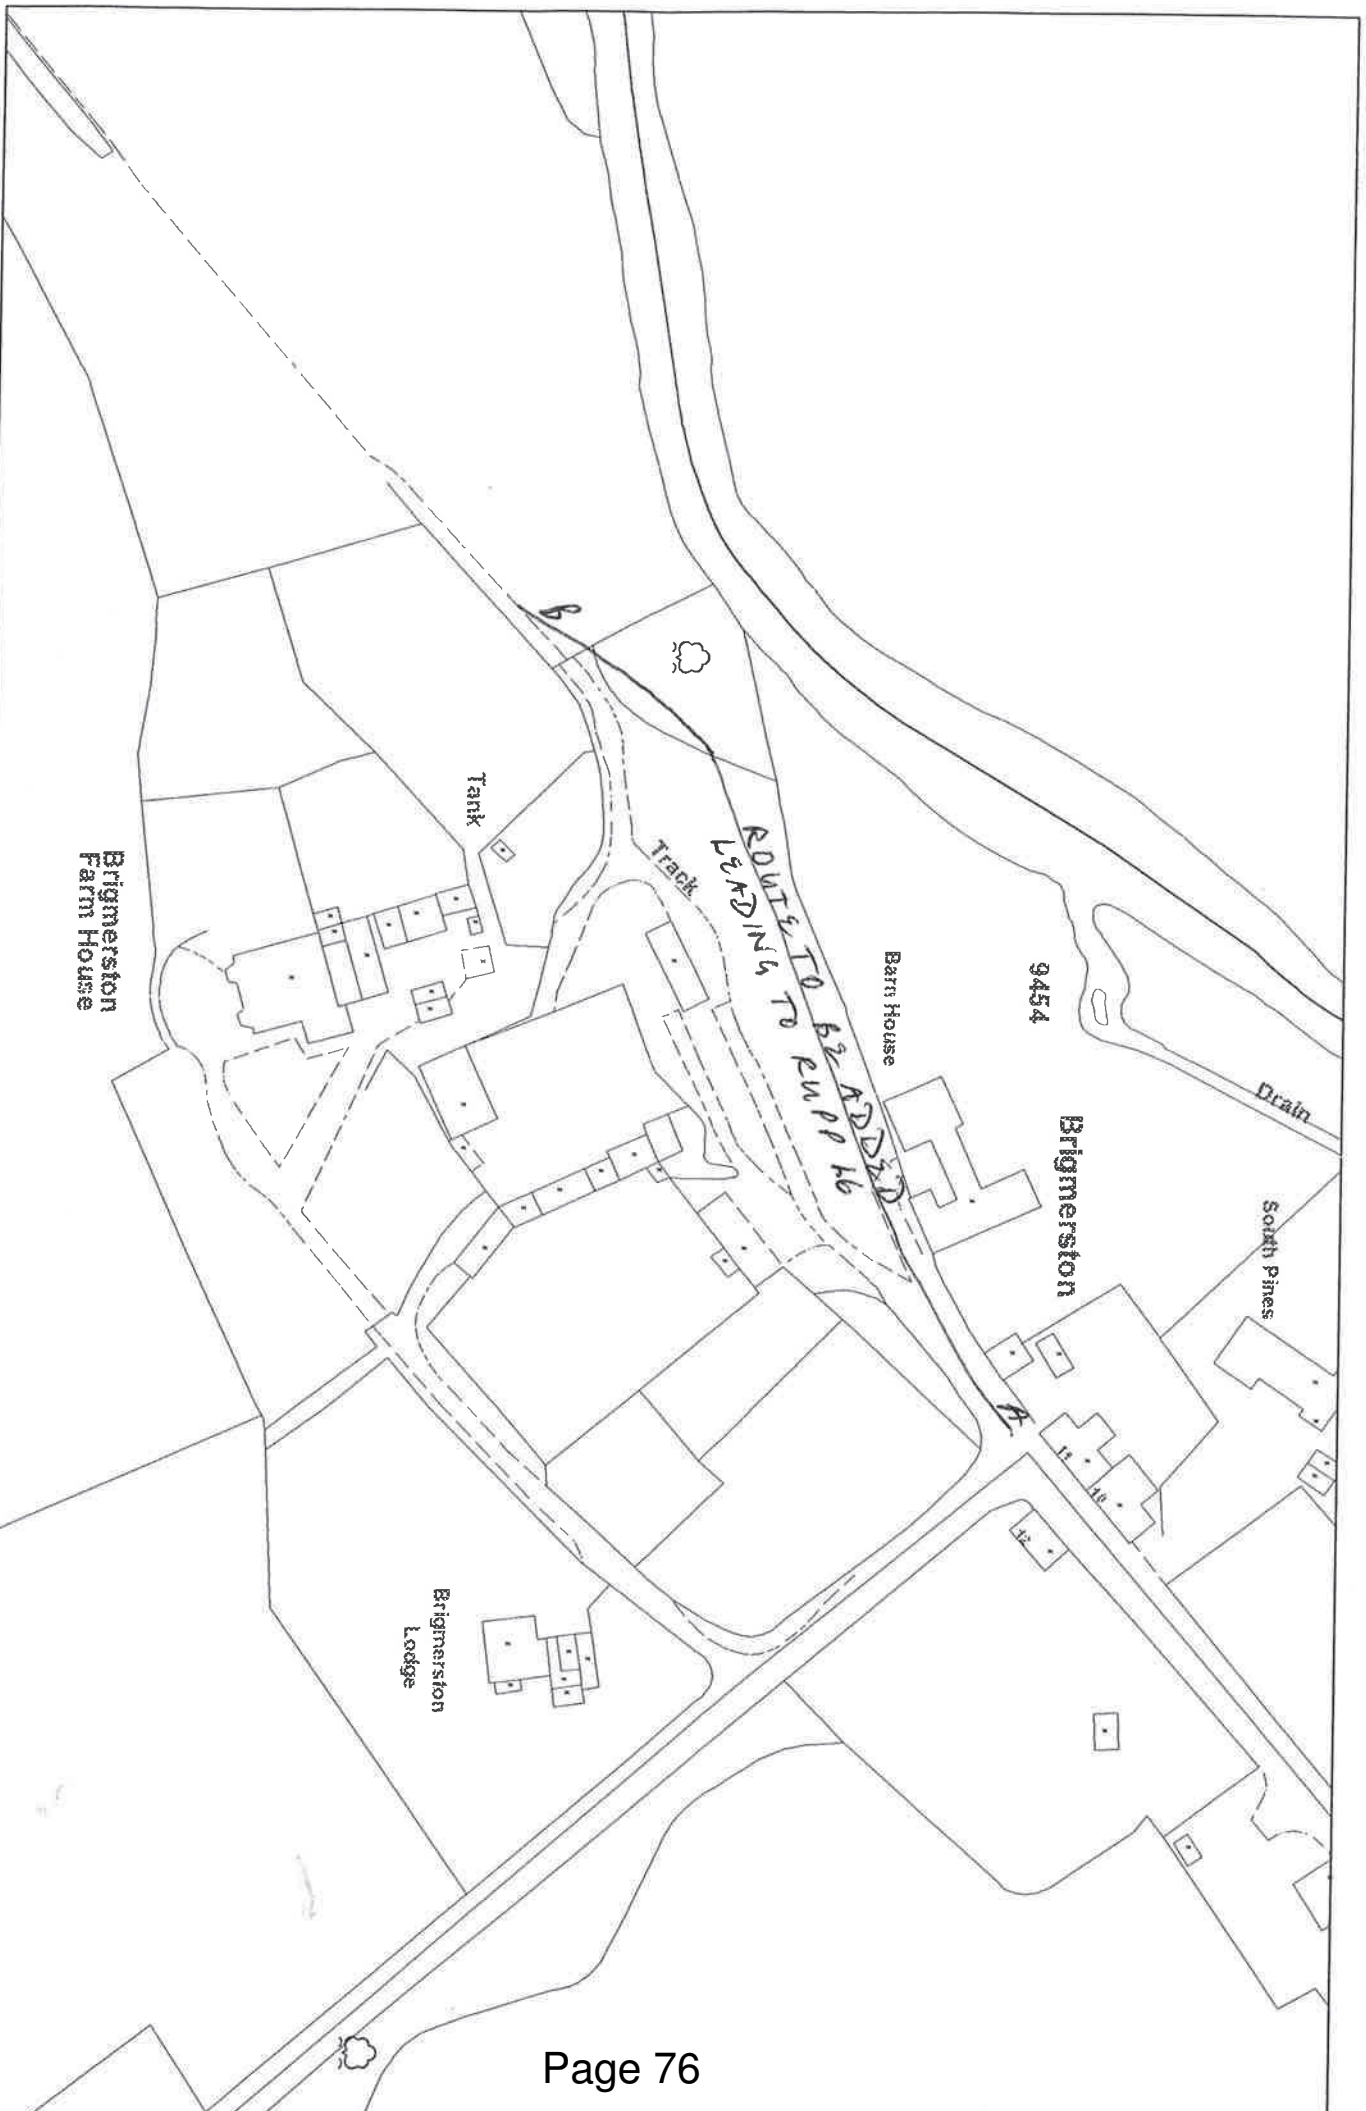 9454
Drain
Brigmerston
South Pines
Barn House
ROUTE TO BE ADDED
LEADING TO RUPP 46
A
B
Track
Tank
11
10
12
Brigmerston
Farm House
Brigmerston
Lodge
Page 76